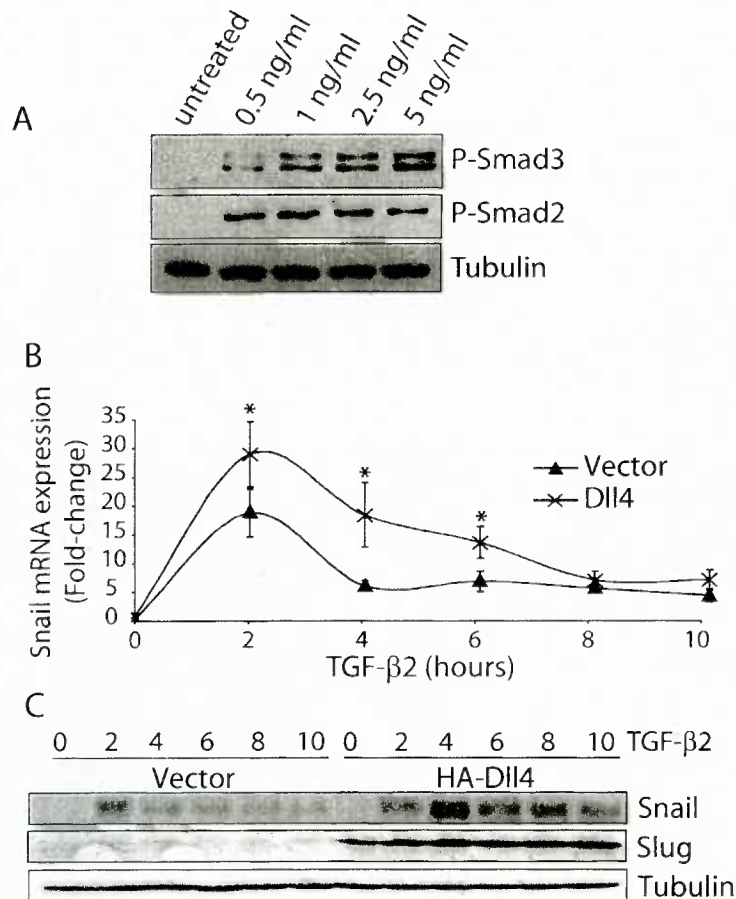 untreated
0.5 ng/ml
1 ng/ml
2.5 ng/ml
5 ng/ml
A
P-Smad3
P-Smad2
Tubulin
B
Snail mRNA expression
(Fold-change)
35
30
25
20
15
10
5
0
*
*
*
Vector
Dll4
0 2 4 6 8 10
TGF-β2 (hours)
C
0 2 4 6 8 10 0 2 4 6 8 10 TGF-β2
Vector HA-Dll4
Snail
Slug
Tubulin